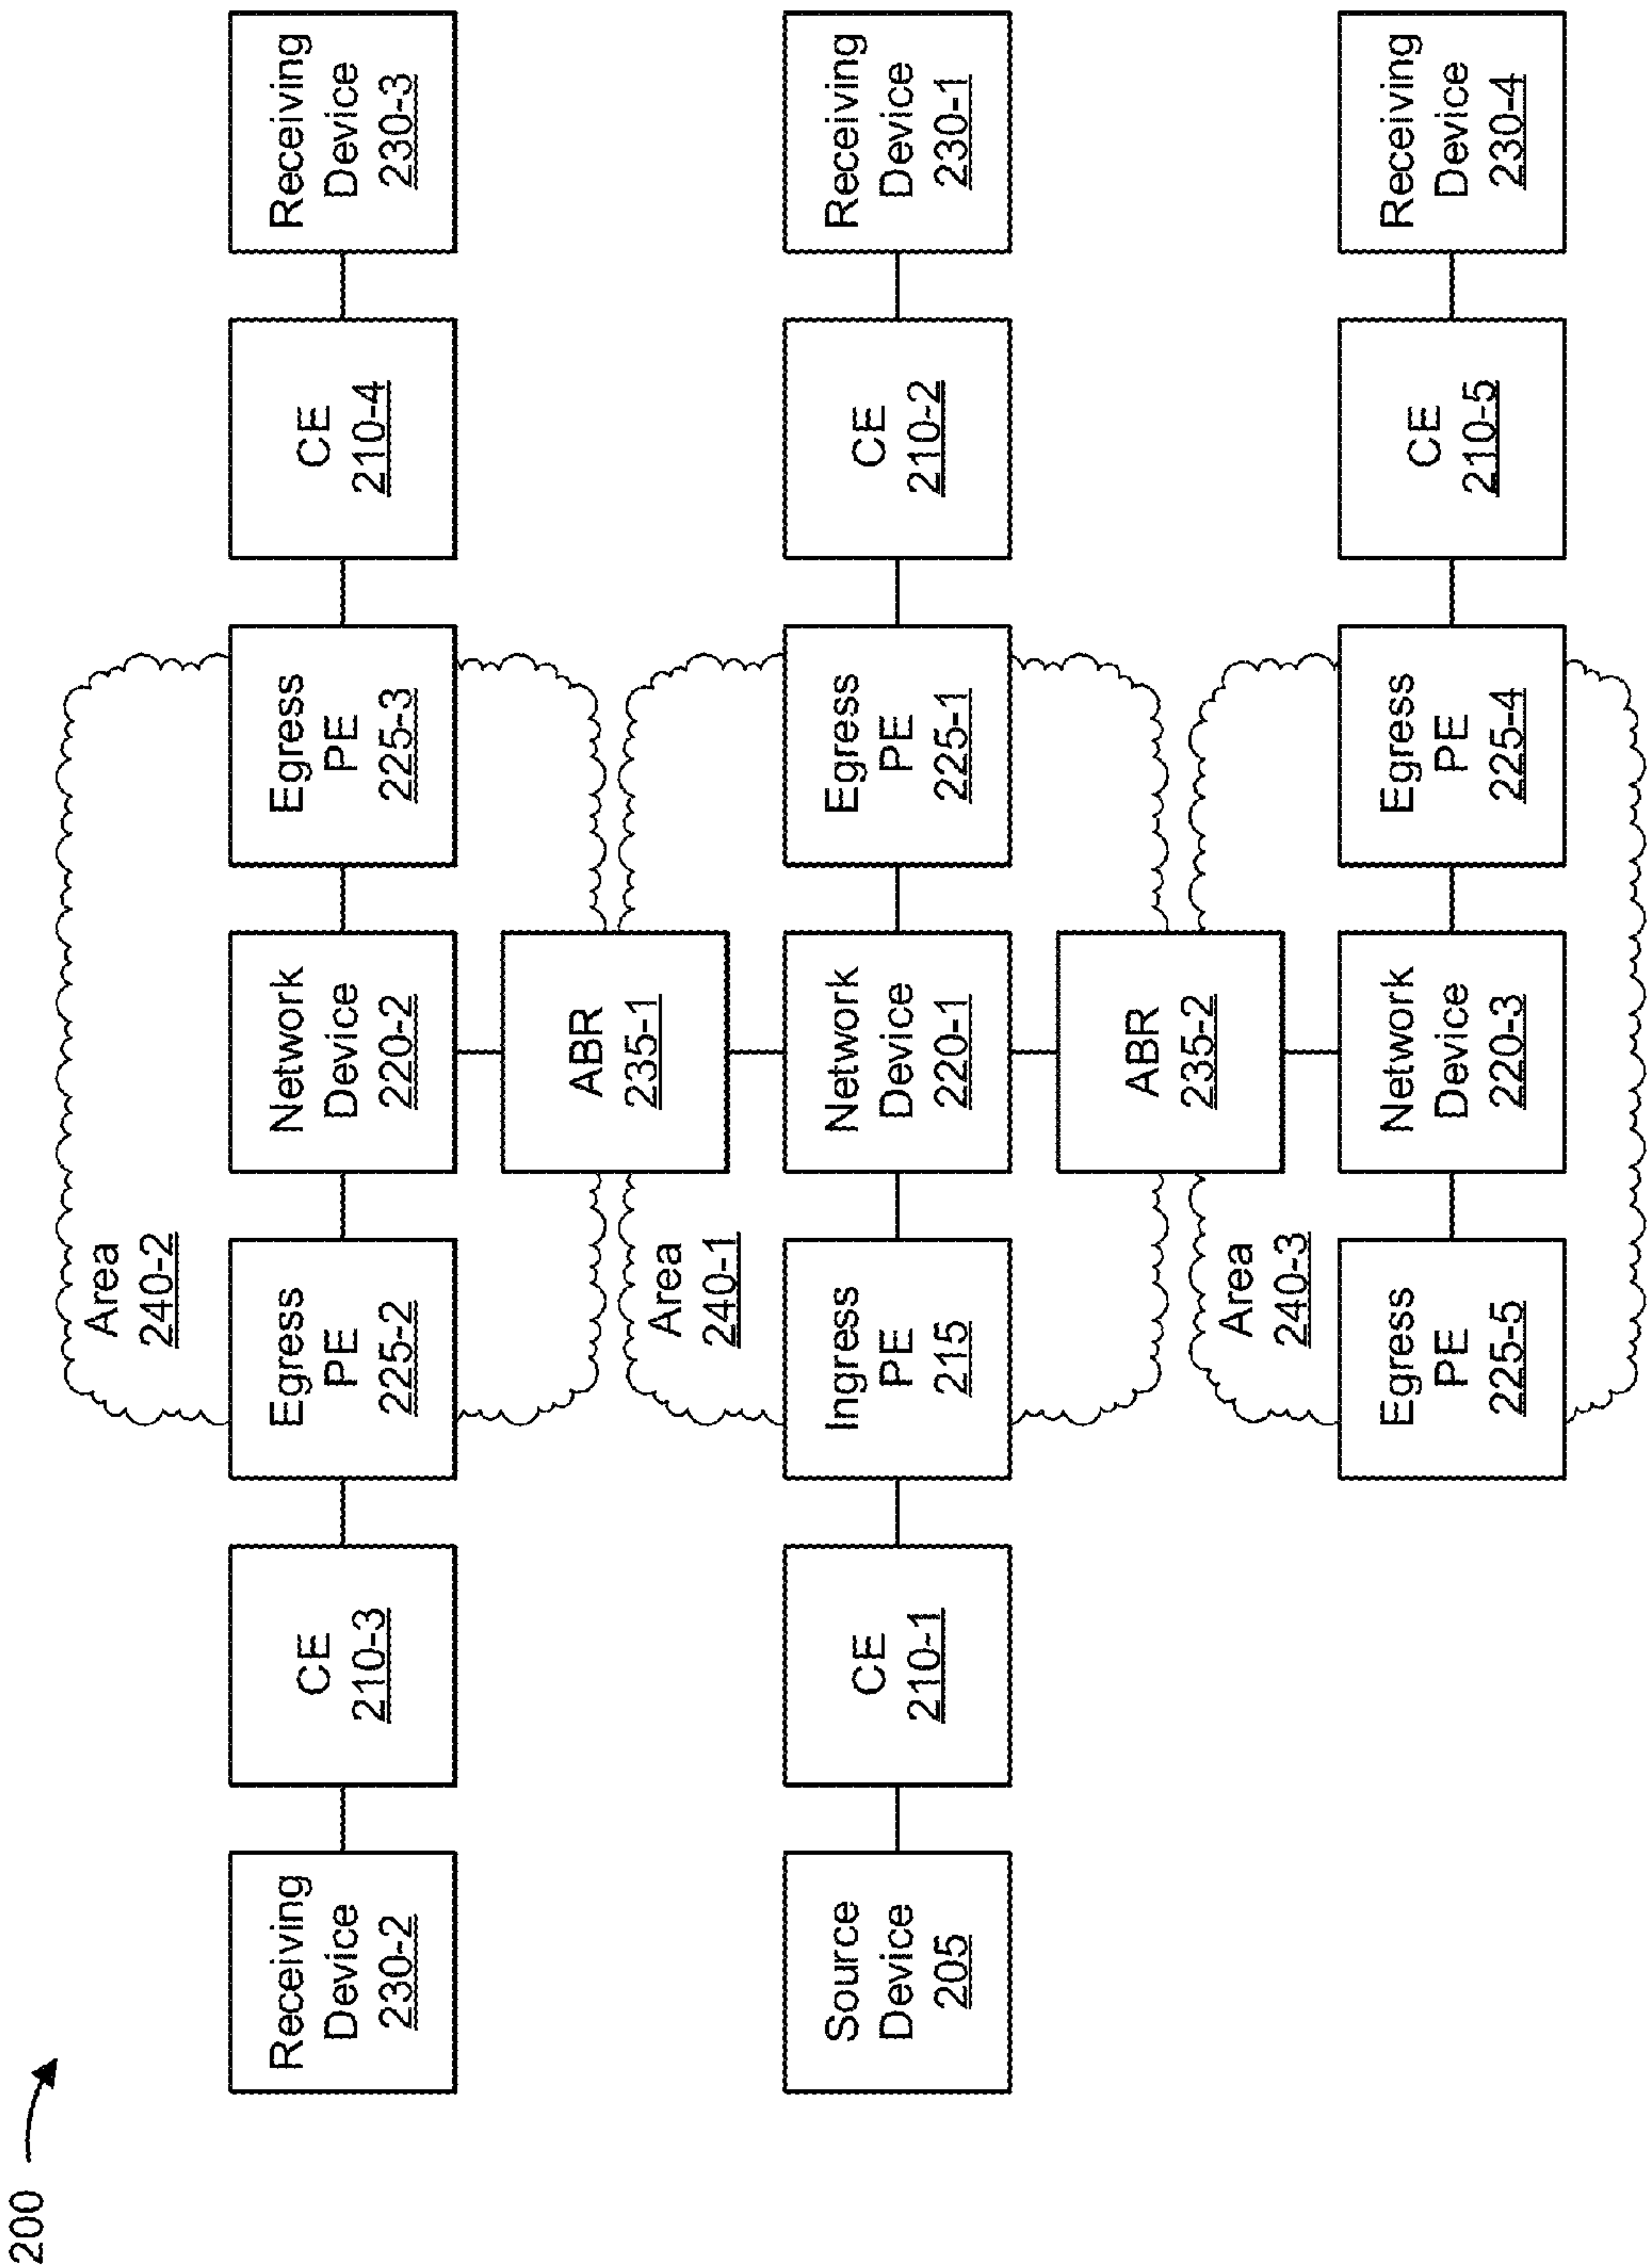 200
Area
240-2
Receiving
Device
230-2
CE
210-3
Egress
PE
225-2
Network
Device
220-2
Egress
PE
225-3
CE
210-4
Receiving
Device
230-3
ABR
235-1
Area
240-1
Source
Device
205
CE
210-1
Ingress
PE
215
Network
Device
220-1
Egress
PE
225-1
CE
210-2
Receiving
Device
230-1
ABR
235-2
Area
240-3
Egress
PE
225-5
Network
Device
220-3
Egress
PE
225-4
CE
210-5
Receiving
Device
230-4